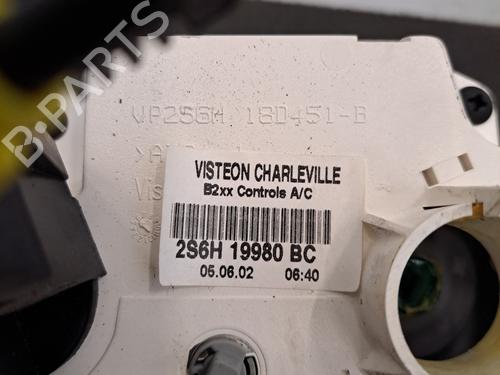 B-PARTS
VP2S6H 18D451-B
VISTEON CHARLEVILLE
B2xx Controls A/C
2S6H 19980 BC
05.06.02 06:40